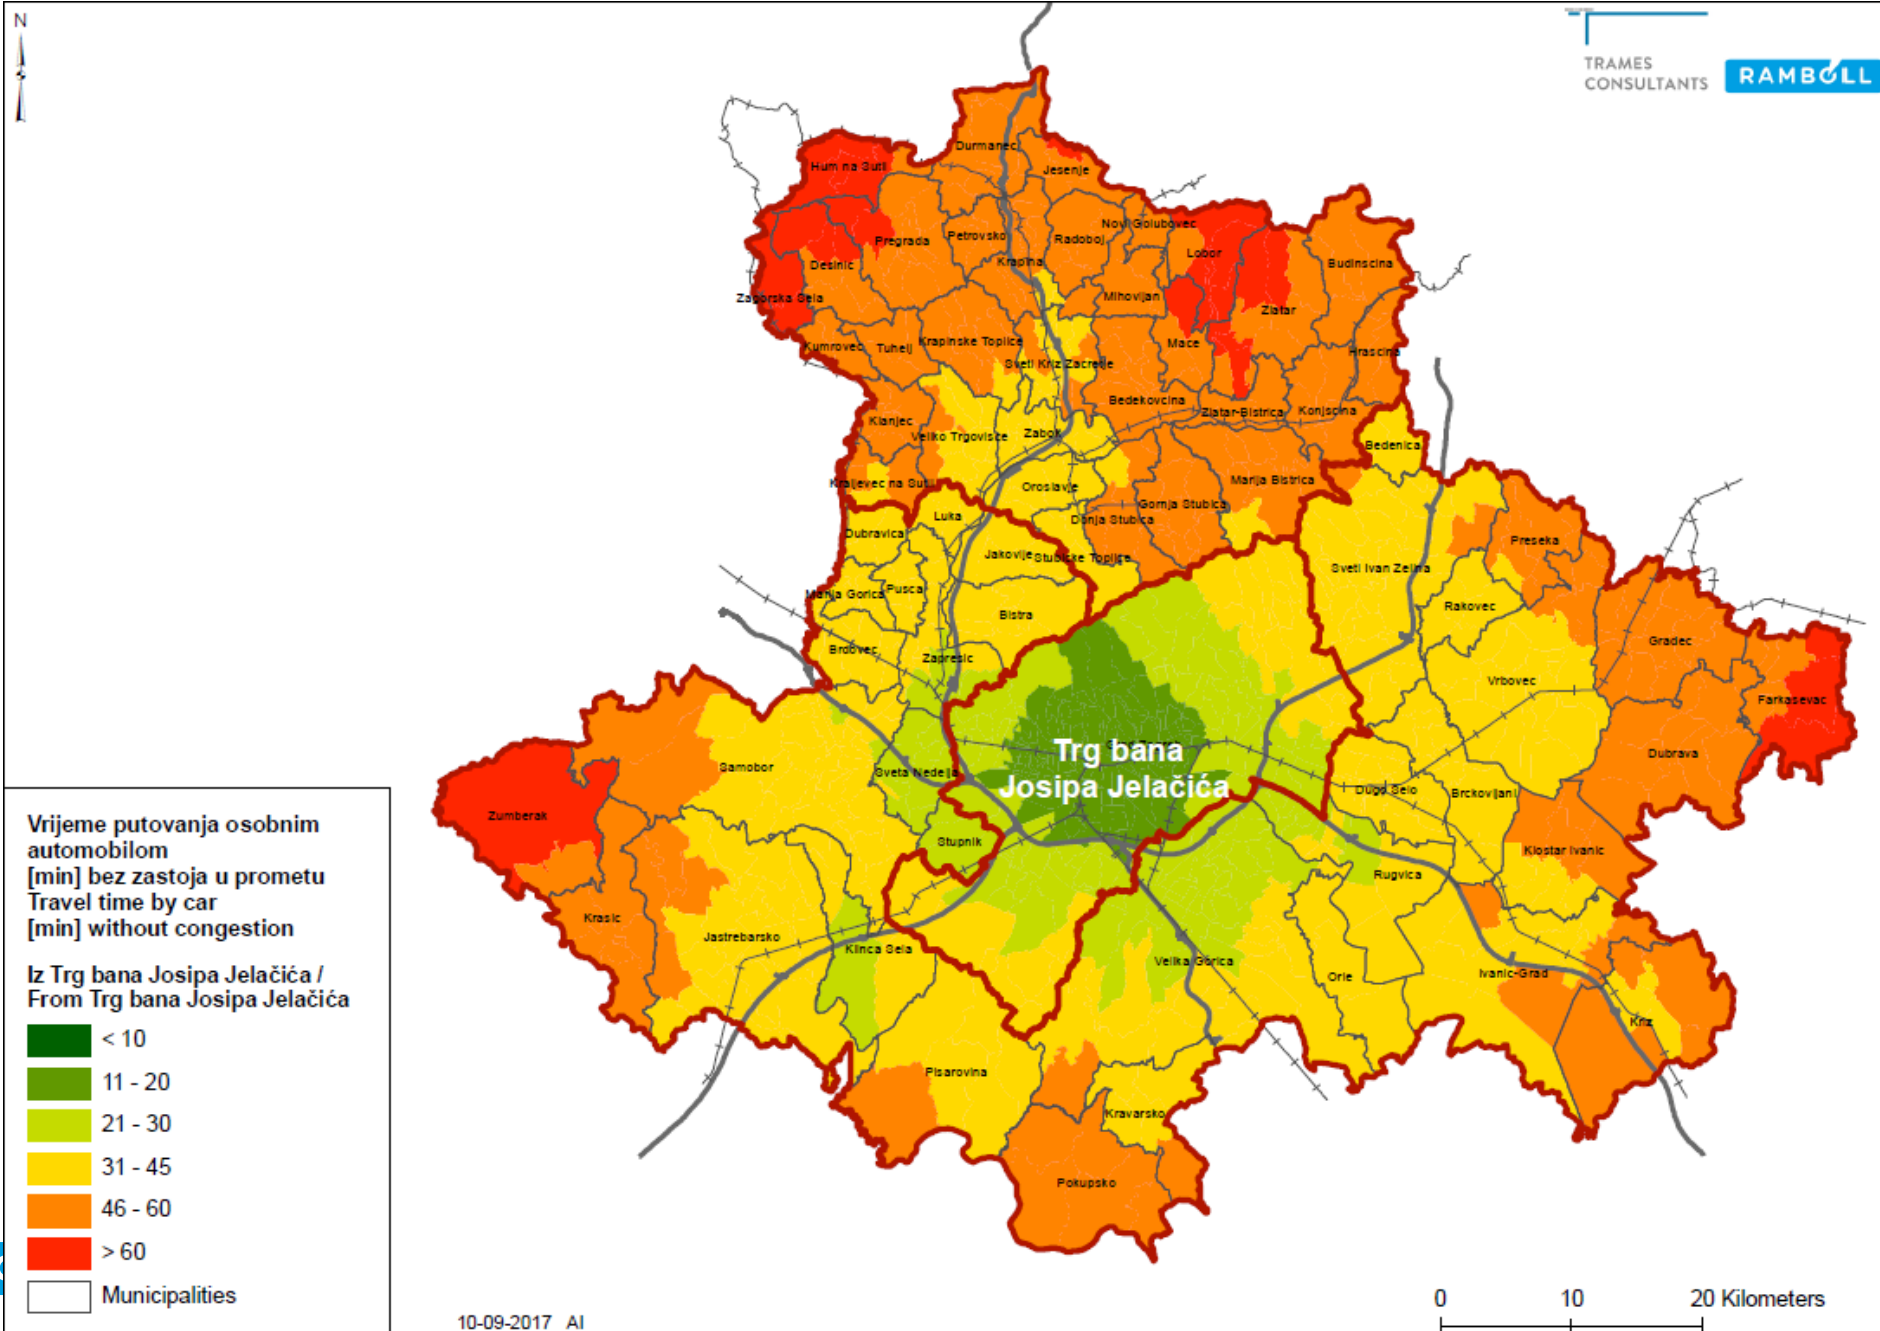 N
TRAMES
CONSULTANTS
RAMBOLL
Durmanec
Jesenje
Hum na Sutli
Novi Golubovec
Pregrada
Petrovsko
Radoboj
Lobor
Krapina
Budinscina
Desinic
Zagorska Sela
Mihovljan
Zlatar
Kumrovec
Tuhelj
Krapinske Toplice
Mace
Hrascina
Sveti Kriz Zacretje
Bedekovcina
Zlatar-Bistrica
Konjscina
Klanjec
Veliko Trgovisce
Zabok
Bedenica
Kraljevec na Sutli
Oroslavje
Marija Bistrica
Gornja Stubica
Donja Stubica
Luka
Dubravica
Jakovlje
Stubicke Toplice
Preseka
Sveti Ivan Zelina
Marija Gorica
Pusca
Bistra
Rakovec
Gradec
Brdovec
Zapresic
Vrbovec
Farkasevac
Trg bana
Josipa Jelačića
Dubrava
Samobor
Sveta Nedelja
Dugo Selo
Brckovljani
Zumberak
Stupnik
Klostar Ivanic
Rugvica
Krasic
Jastrebarsko
Klinca Sela
Velika Gorica
Orle
Ivanic-Grad
Kriz
Pisarovina
Kravarsko
Pokupsko
Vrijeme putovanja osobnim
automobilom
[min] bez zastoja u prometu
Travel time by car
[min] without congestion
Iz Trg bana Josipa Jelačića /
From Trg bana Josipa Jelačića
< 10
11 - 20
21 - 30
31 - 45
46 - 60
> 60
Municipalities
10-09-2017 AI
0 10 20 Kilometers